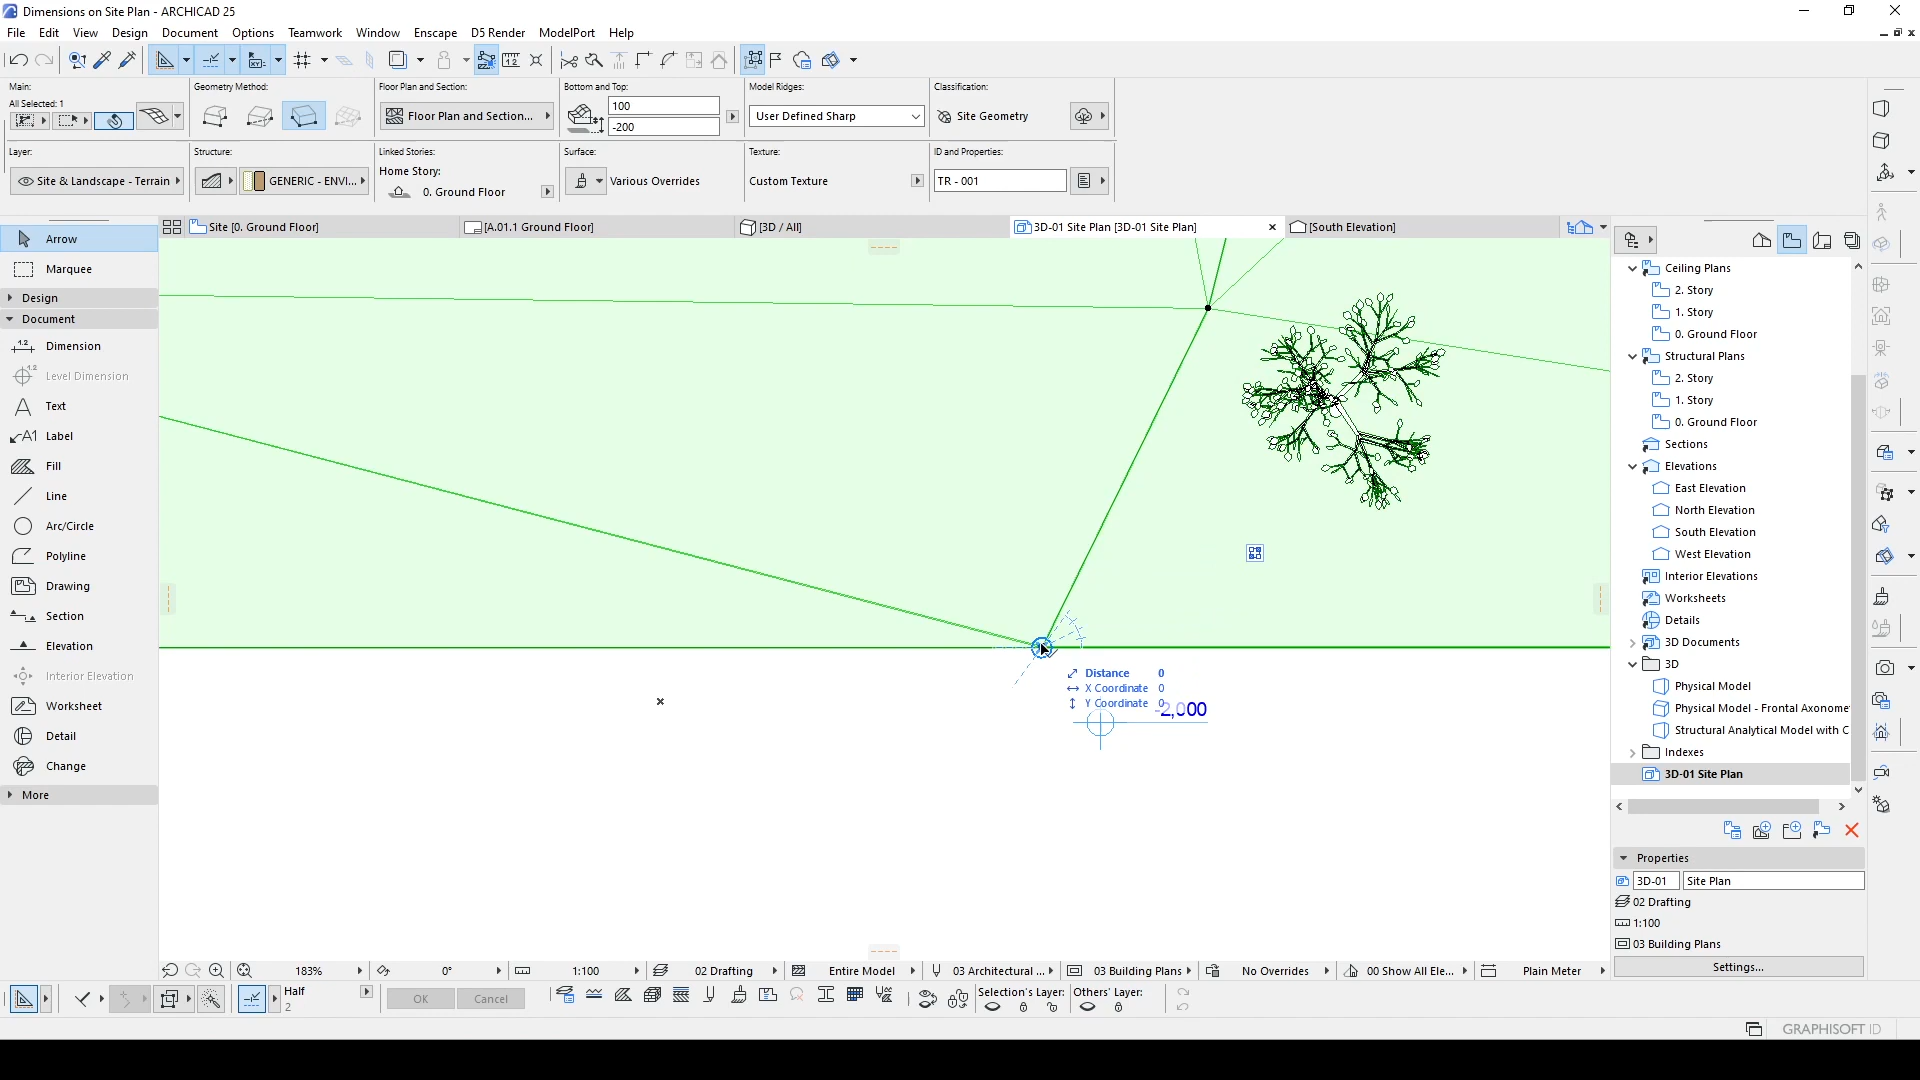 Dimensions on Site Plan - ARCHICAD 25
File Edit View Design Document Options Teamwork Window Enscape D5 Render ModelPort Help
Main:
All Selected: 1
Geometry Method:
Floor Plan and Section:
Floor Plan and Section...
Bottom and Top:
100
-200
Model Ridges:
User Defined Sharp
Classification:
Site Geometry
Layer:
Site & Landscape - Terrain
Structure:
GENERIC - ENVI...
Linked Stories:
Home Story:
0. Ground Floor
Surface:
Various Overrides
Texture:
Custom Texture
ID and Properties:
TR - 001
Site [0. Ground Floor]
[A.01.1 Ground Floor]
[3D / All]
3D-01 Site Plan [3D-01 Site Plan]
[South Elevation]
Arrow
Marquee
Design
Document
Dimension
Level Dimension
Text
Label
Fill
Line
Arc/Circle
Polyline
Drawing
Section
Elevation
Interior Elevation
Worksheet
Detail
Change
More
Distance 0
X Coordinate 0
Y Coordinate 0
-2,000
Ceiling Plans
2. Story
1. Story
0. Ground Floor
Structural Plans
2. Story
1. Story
0. Ground Floor
Sections
Elevations
East Elevation
North Elevation
South Elevation
West Elevation
Interior Elevations
Worksheets
Details
3D Documents
3D
Physical Model
Physical Model - Frontal Axonome
Structural Analytical Model with C
Indexes
3D-01 Site Plan
Properties
3D-01 Site Plan
02 Drafting
1:100
03 Building Plans
Settings...
183% 0° 1:100 02 Drafting Entire Model 03 Architectural ... 03 Building Plans No Overrides 00 Show All Ele... Plain Meter
Half
2
OK Cancel
Selection's Layer: Others' Layer:
GRAPHISOFT ID